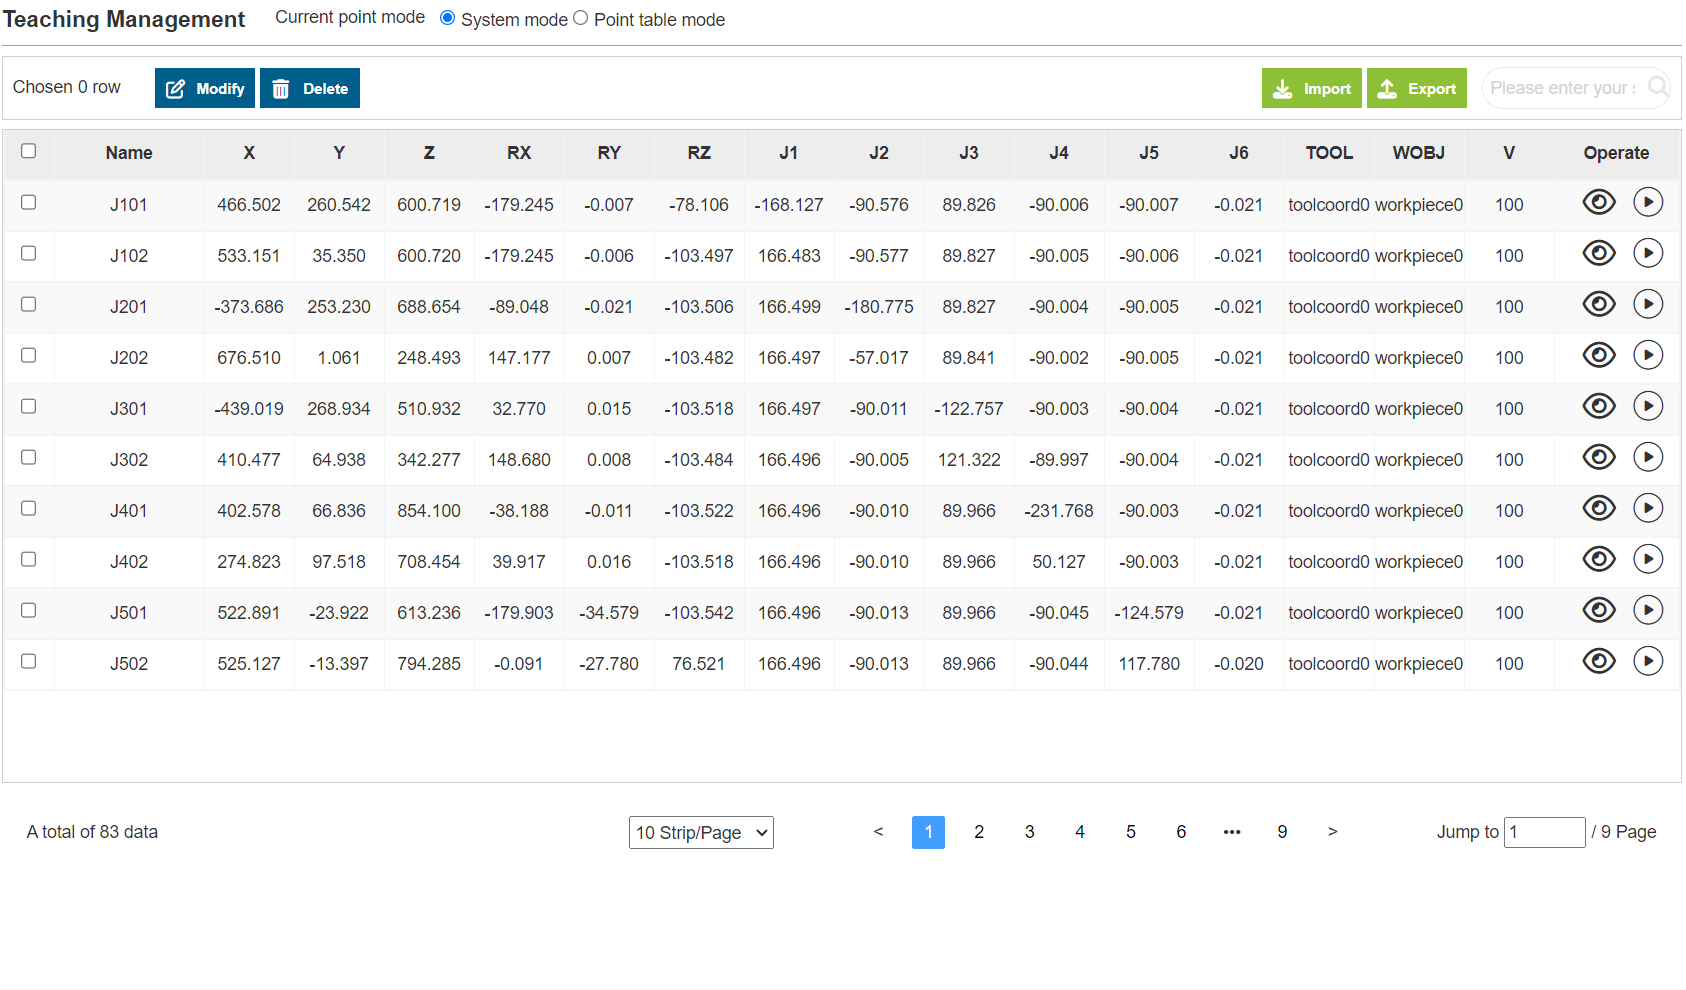 Teaching Management Current point mode System mode Point table mode
Chosen 0 row Modify Delete Import Export Please enter your s
Name X Y Z RX RY RZ J1 J2 J3 J4 J5 J6 TOOL WOBJ V Operate
J101 466.502 260.542 600.719 -179.245 -0.007 -78.106 -168.127 -90.576 89.826 -90.006 -90.007 -0.021 toolcoord0 workpiece0 100
J102 533.151 35.350 600.720 -179.245 -0.006 -103.497 166.483 -90.577 89.827 -90.005 -90.006 -0.021 toolcoord0 workpiece0 100
J201 -373.686 253.230 688.654 -89.048 -0.021 -103.506 166.499 -180.775 89.827 -90.004 -90.005 -0.021 toolcoord0 workpiece0 100
J202 676.510 1.061 248.493 147.177 0.007 -103.482 166.497 -57.017 89.841 -90.002 -90.005 -0.021 toolcoord0 workpiece0 100
J301 -439.019 268.934 510.932 32.770 0.015 -103.518 166.497 -90.011 -122.757 -90.003 -90.004 -0.021 toolcoord0 workpiece0 100
J302 410.477 64.938 342.277 148.680 0.008 -103.484 166.496 -90.005 121.322 -89.997 -90.004 -0.021 toolcoord0 workpiece0 100
J401 402.578 66.836 854.100 -38.188 -0.011 -103.522 166.496 -90.010 89.966 -231.768 -90.003 -0.021 toolcoord0 workpiece0 100
J402 274.823 97.518 708.454 39.917 0.016 -103.518 166.496 -90.010 89.966 50.127 -90.003 -0.021 toolcoord0 workpiece0 100
J501 522.891 -23.922 613.236 -179.903 -34.579 -103.542 166.496 -90.013 89.966 -90.045 -124.579 -0.021 toolcoord0 workpiece0 100
J502 525.127 -13.397 794.285 -0.091 -27.780 76.521 166.496 -90.013 89.966 -90.044 117.780 -0.020 toolcoord0 workpiece0 100
A total of 83 data 10 Strip/Page < 1 2 3 4 5 6 ••• 9 > Jump to 1 / 9 Page